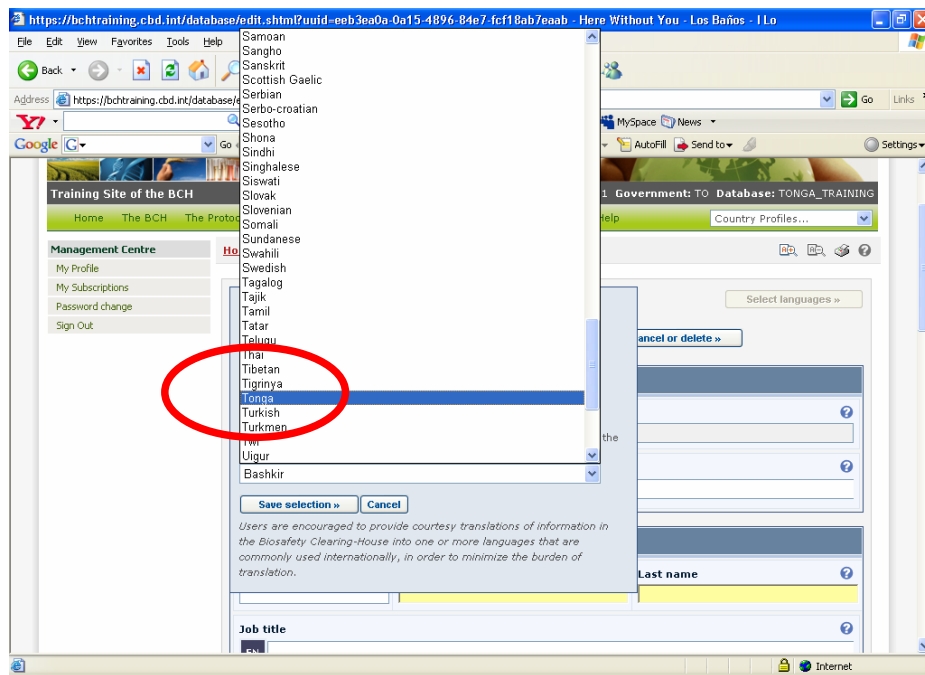 https://bchtraining.cbd.int/database/edit.shtml?uuid=eeb3ea0a-0a15-4896-84e7-fcf18ab7eaab - Here Without You - Los Baños - I Lo
File Edit View Favorites Tools Help
Back
Address https://bchtraining.cbd.int/database/e Go Links
Y! MySpace News
Google G Go AutoFill Send to Settings
Training Site of the BCH 1 Government: TO Database: TONGA_TRAINING
Home The BCH The Protoc Help Country Profiles...
Management Centre Ho
My Profile
My Subscriptions
Password change
Sign Out
Samoan
Sangho
Sanskrit
Scottish Gaelic
Serbian
Serbo-croatian
Sesotho
Shona
Sindhi
Singhalese
Siswati
Slovak
Slovenian
Somali
Sundanese
Swahili
Swedish
Tagalog
Tajik
Tamil
Tatar
Telugu
Thai
Tibetan
Tigrinya
Tonga
Turkish
Turkmen
Twi
Uigur
Bashkir
Select languages »
ancel or delete »
the
Save selection » Cancel
Users are encouraged to provide courtesy translations of information in
the Biosafety Clearing-House into one or more languages that are
commonly used internationally, in order to minimize the burden of
translation.
Last name
Job title
EN
Internet